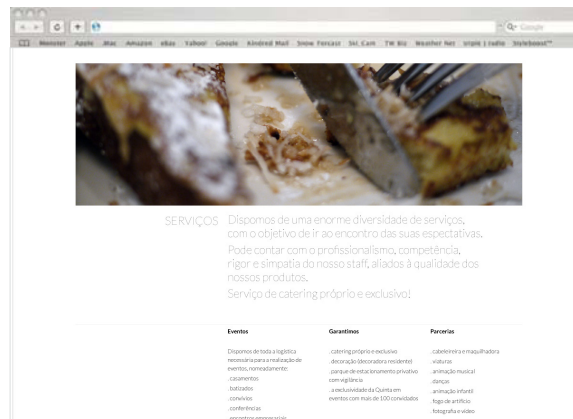 Google
Monster Apple .Mac Amazon eBay Yahoo! Google Kindred Mail Snow Forcast Ski Cam TW Biz Weather Net
SERVIÇOS
Dispomos de uma enorme diversidade de serviços,
com o objetivo de ir ao encontro das suas espectativas.
Pode contar com o profissionalismo, competência,
rigor e simpatia do nosso staff, aliados à qualidade dos
nossos produtos.
Serviço de catering próprio e exclusivo!
Eventos
Dispomos de toda a logística
necessária para a realização de
eventos, nomeadamente:
. casamentos
. batizados
. convívios
. conferências
. encontros empresariais
Garantimos
. catering próprio e exclusivo
. decoração (decoradora residente)
. parque de estacionamento privativo
com vigilância
. a exclusividade da Quinta em
eventos com mais de 100 convidados
Parcerias
. cabeleireira e maquilhadora
. viaturas
. animação musical
. danças
. animação infantil
. fogo de artifício
. fotografia e vídeo